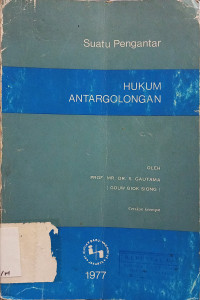 Suatu Pengantar
HUKUM
ANTARGOLONGAN
OLEH
PROF. MR. DR. S. GAUTAMA
( GOUW GIOK SIONG )
1977